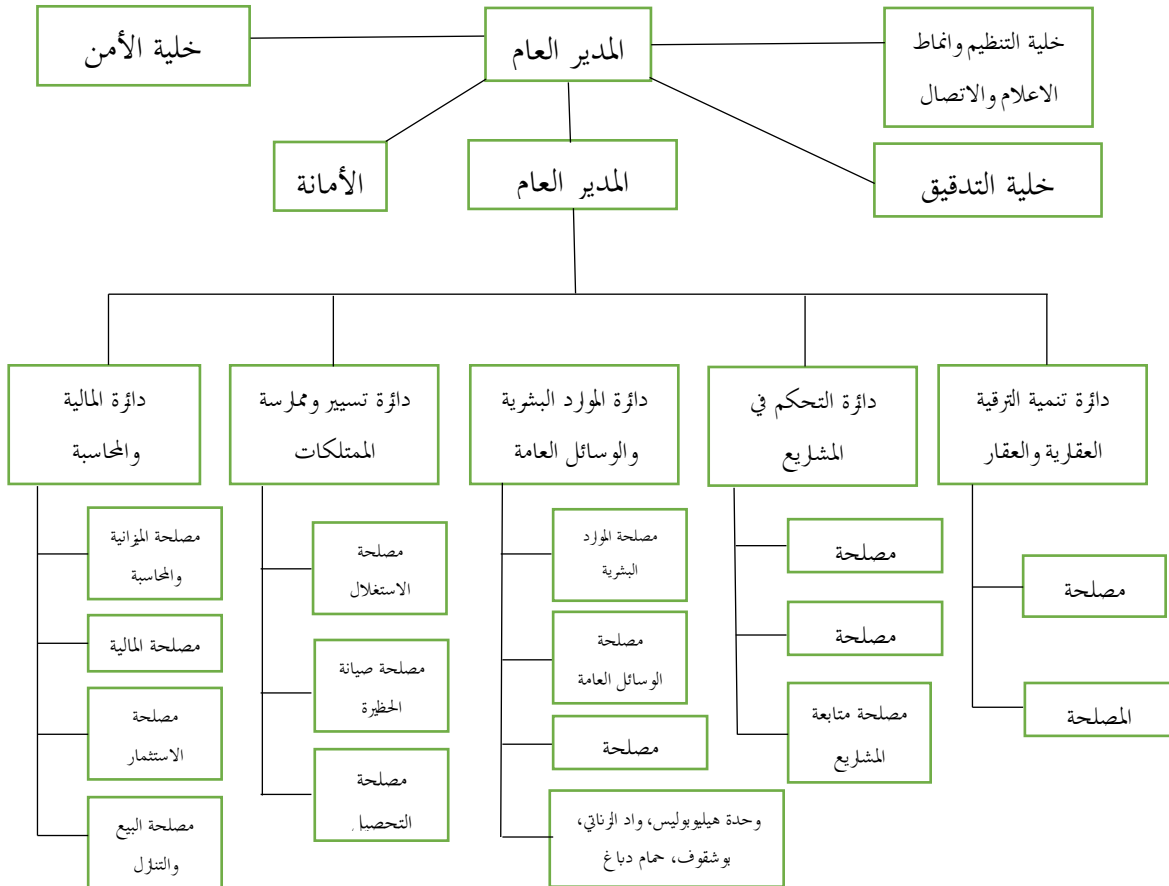 خلية الأمن
المدير العام
خلية التنظيم وانماط
الاعلام والاتصال
الأمانة
المدير العام
خلية التدقيق
دائرة تنمية الترقية
العقارية والعقار
دائرة التحكم في
المشاريع
دائرة الموارد البشرية
والوسائل العامة
دائرة تسيير وممارسة
الممتلكات
دائرة المالية
والمحاسبة
مصلحة
المصلحة
مصلحة
مصلحة
مصلحة متابعة
المشاريع
مصلحة الموارد
البشرية
مصلحة
الوسائل العامة
مصلحة
وحدة هيليوبوليس، واد الزناتي،
بوشقوف، حمام دباغ
مصلحة
الاستغلال
مصلحة صيانة
الحظيرة
مصلحة
التحصيل
مصلحة الميزانية
والمحاسبة
مصلحة المالية
مصلحة
الاستثمار
مصلحة البيع
والتنازل